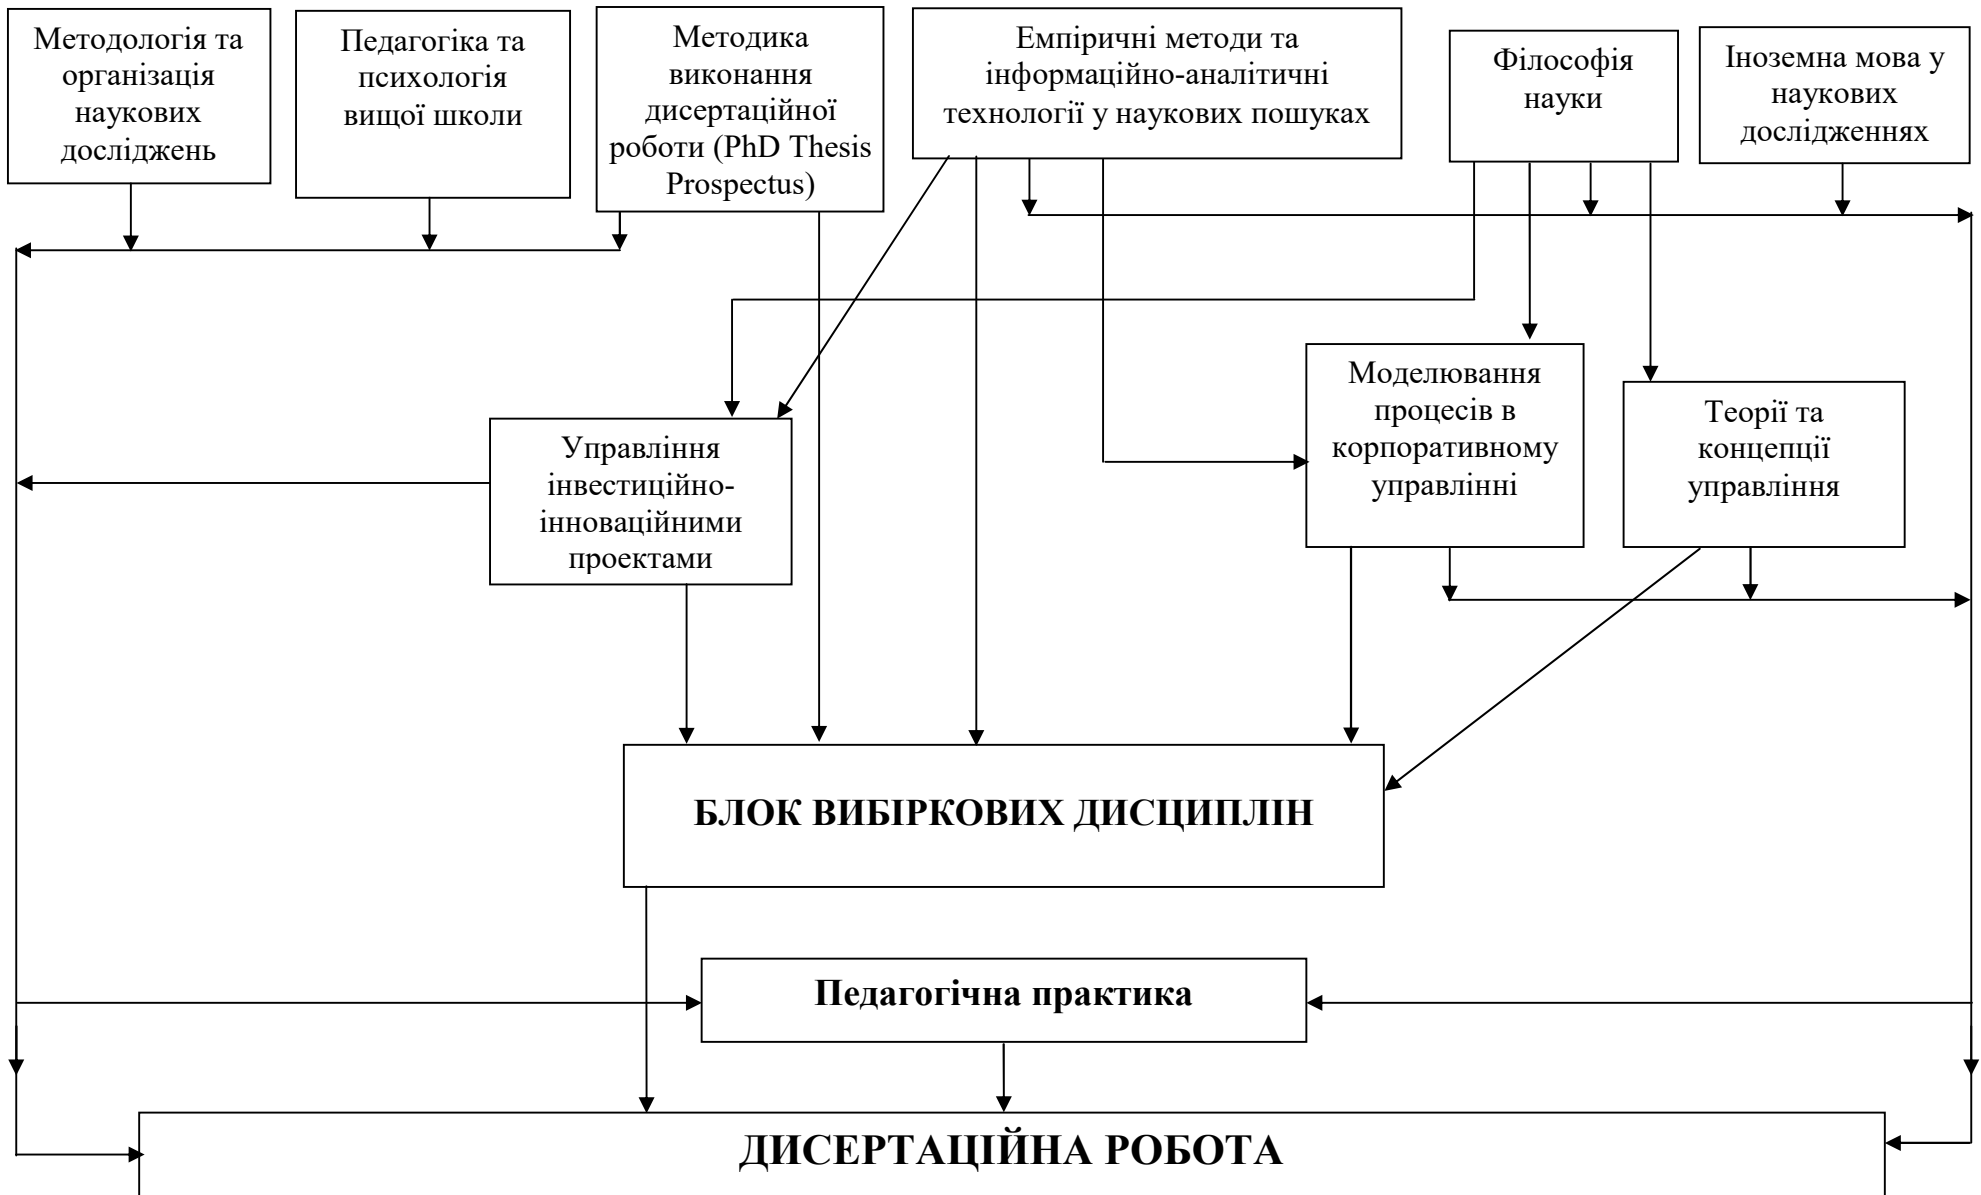 Методологія та
організація
наукових
досліджень
Педагогіка та
психологія
вищої школи
Методика
виконання
дисертаційної
роботи (PhD Thesis
Prospectus)
Емпіричні методи та
інформаційно-аналітичні
технології у наукових пошуках
Філософія
науки
Іноземна мова у
наукових
дослідженнях
Управління
інвестиційно-
інноваційними
проектами
Моделювання
процесів в
корпоративному
управлінні
Теорії та
концепції
управління
БЛОК ВИБІРКОВИХ ДИСЦИПЛІН
Педагогічна практика
ДИСЕРТАЦІЙНА РОБОТА